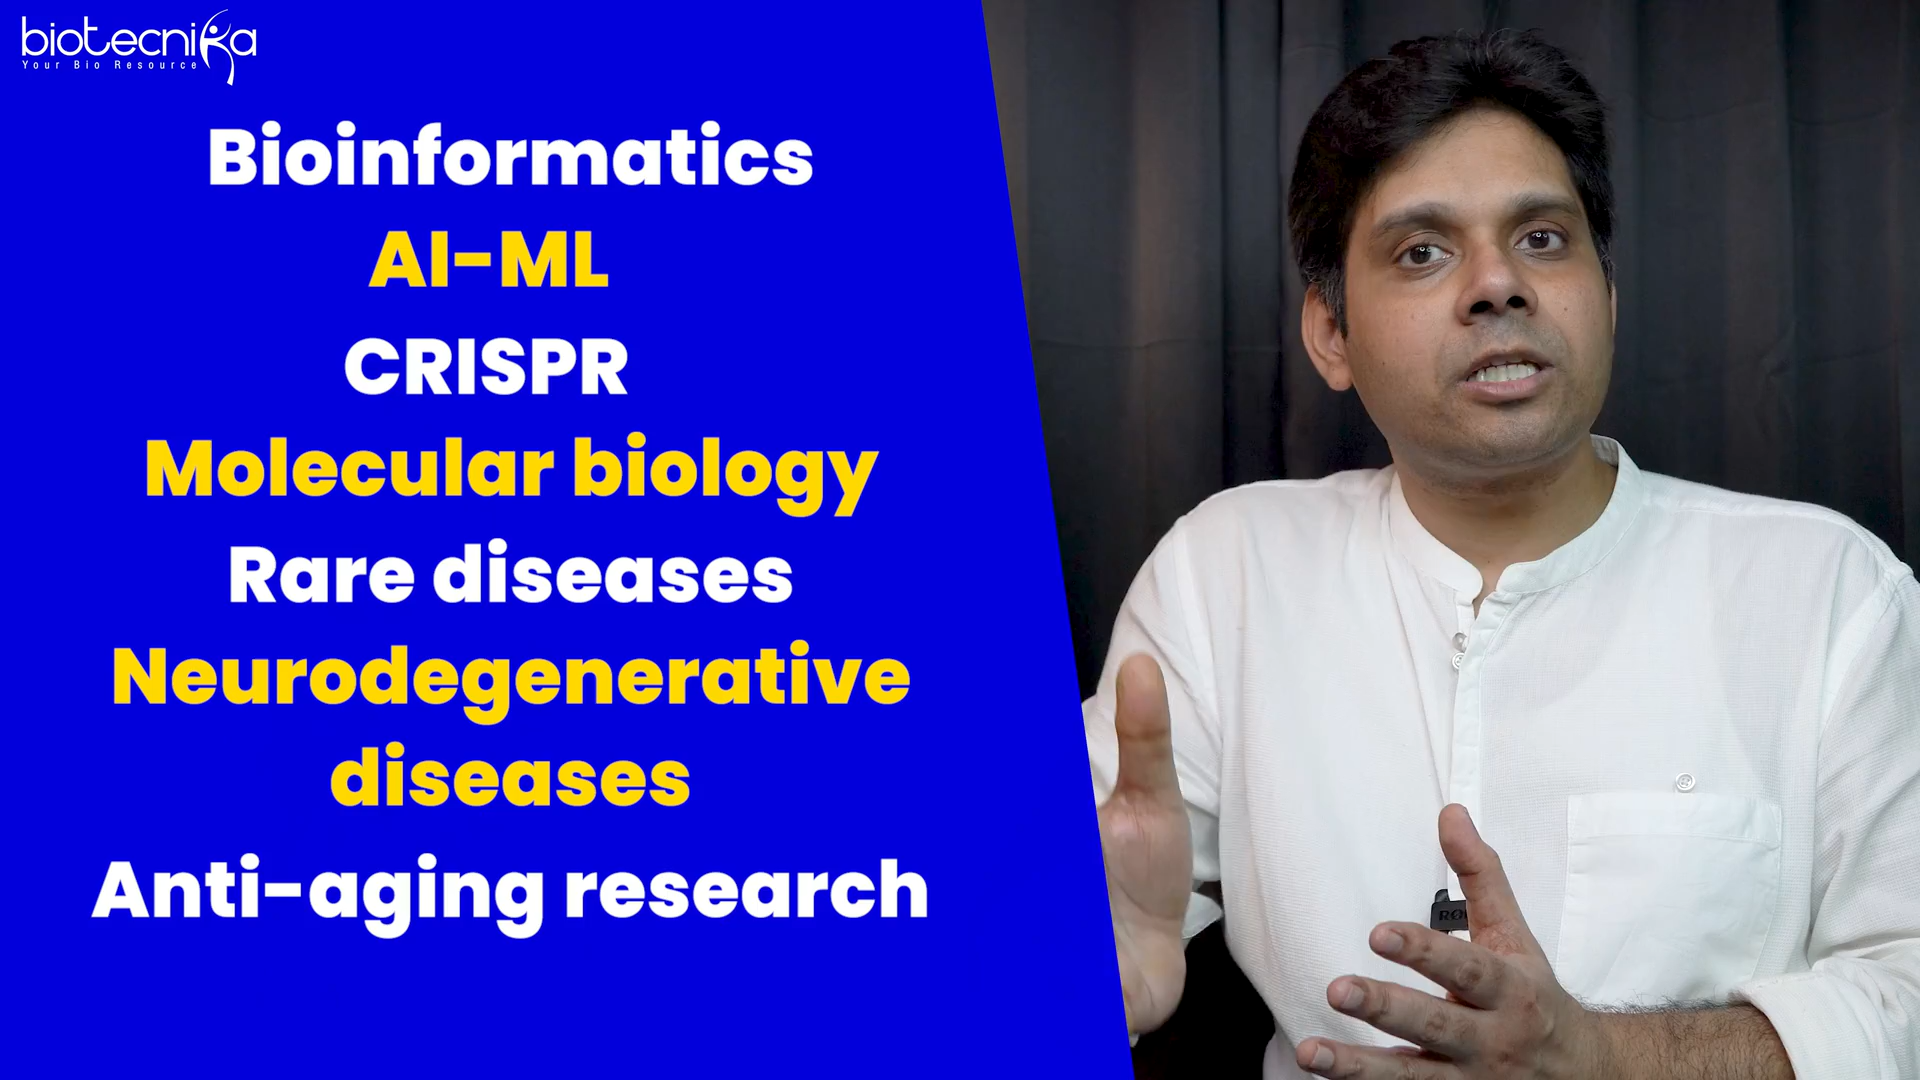 biotecnika
Your Bio Resource
Bioinformatics
AI-ML
CRISPR
Molecular biology
Rare diseases
Neurodegenerative
diseases
Anti-aging research